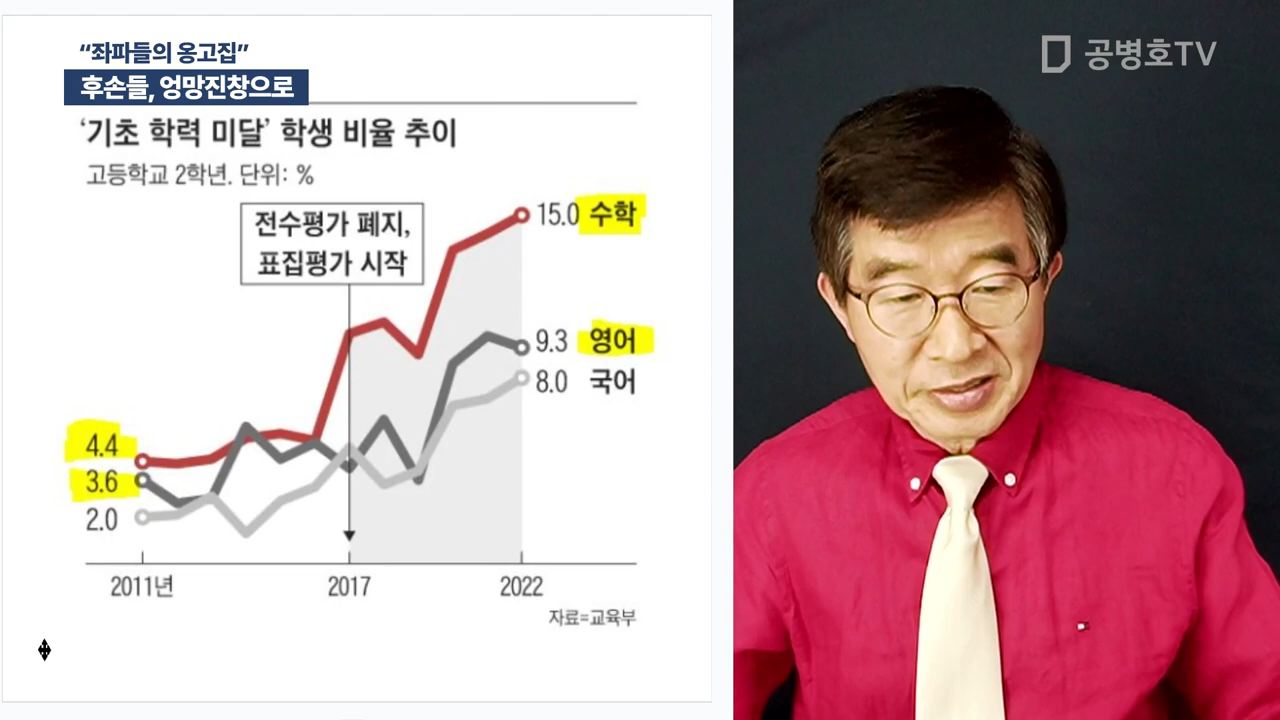 “좌파들의 옹고집”
후손들, 엉망진창으로
‘기초 학력 미달’ 학생 비율 추이
고등학교 2학년. 단위: %
전수평가 폐지,
표집평가 시작
15.0 수학
9.3 영어
8.0 국어
4.4
3.6
2.0
2011년 2017 2022
자료=교육부
공병호TV